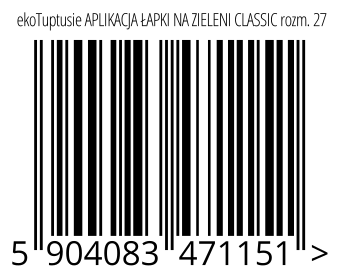 ekoTuptusie APLIKACJA ŁAPKI NA ZIELENI CLASSIC rozm. 27
5 904083 471151 >